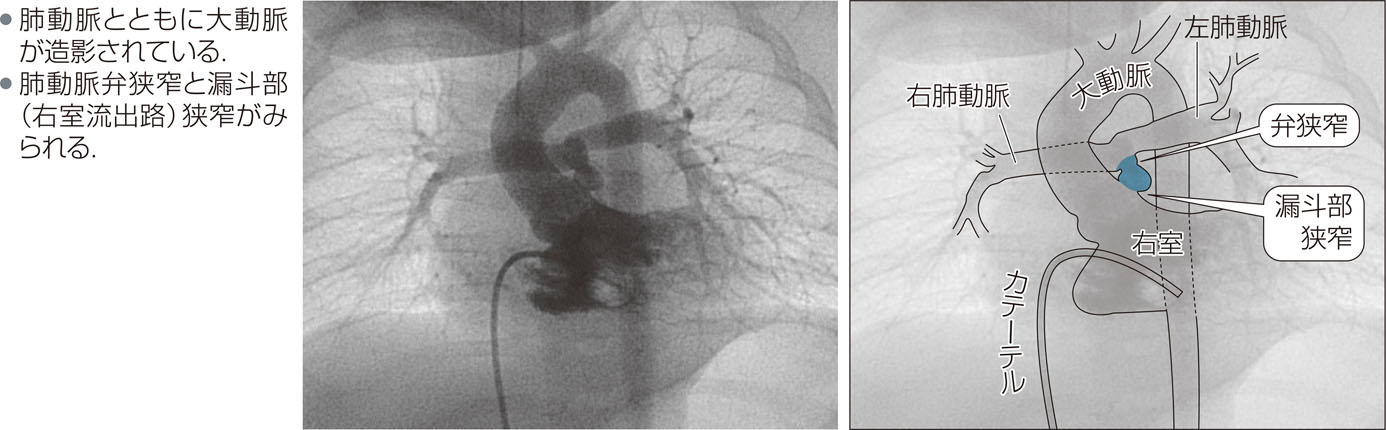 ● 肺動脈とともに大動脈
が造影されている.
● 肺動脈弁狭窄と漏斗部
(右室流出路)狭窄がみ
られる.
左肺動脈
大動脈
右肺動脈
弁狭窄
漏斗部
狭窄
右室
カテーテル